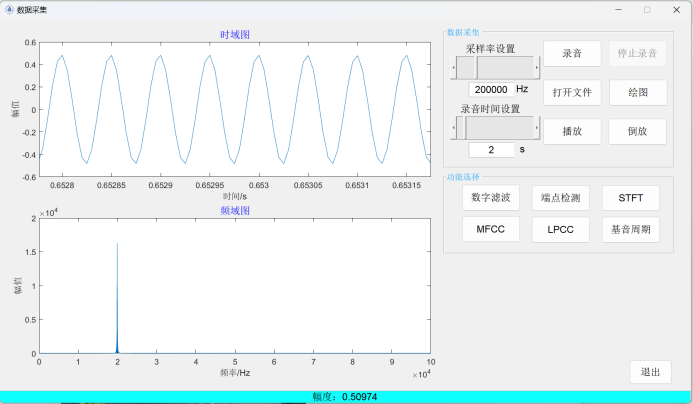 数据采集
时域图
0.6
0.4
0.2
0
-0.2
-0.4
-0.6
幅值
0.6528 0.65285 0.6529 0.65295 0.653 0.65305 0.6531 0.65315
时间/s
频域图
×10⁴
2
1.5
1
0.5
0
幅值
0 1 2 3 4 5 6 7 8 9 10
频率/Hz
×10⁴
数据采集
采样率设置
200000 Hz
录音时间设置
2 s
录音 停止录音
打开文件 绘图
播放 倒放
功能选择
数字滤波 端点检测 STFT
MFCC LPCC 基音周期
退出
幅度：0.50974